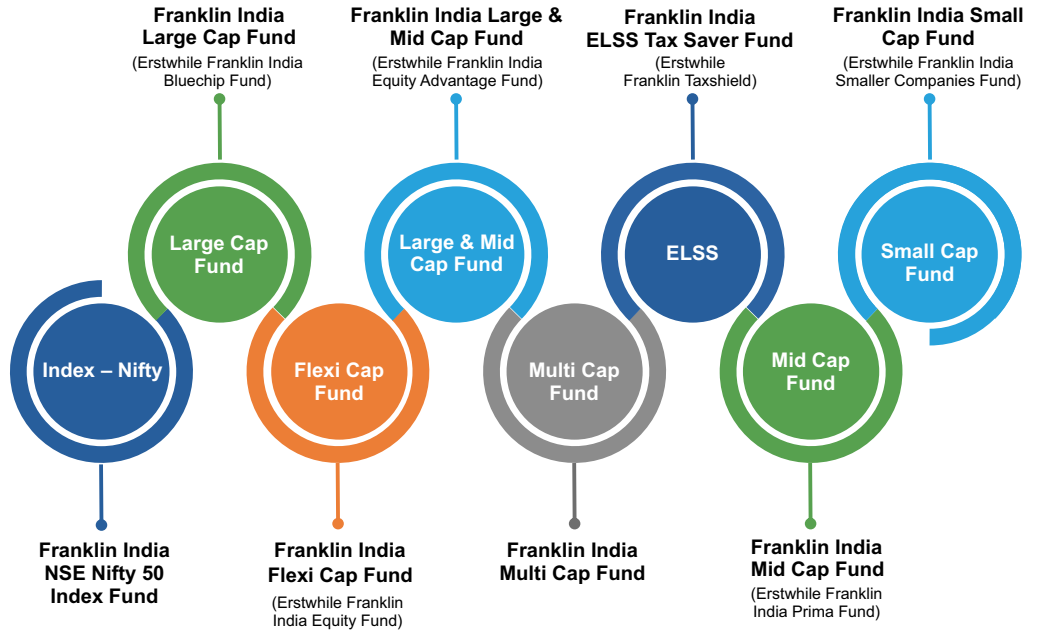 Franklin India
Large Cap Fund
(Erstwhile Franklin India
Bluechip Fund)
Franklin India Large &
Mid Cap Fund
(Erstwhile Franklin India
Equity Advantage Fund)
Franklin India
ELSS Tax Saver Fund
(Erstwhile
Franklin Taxshield)
Franklin India Small
Cap Fund
(Erstwhile Franklin India
Smaller Companies Fund)
Large Cap
Fund
Large & Mid
Cap Fund
ELSS
Small Cap
Fund
Index – Nifty
Flexi Cap
Fund
Multi Cap
Fund
Mid Cap
Fund
Franklin India
NSE Nifty 50
Index Fund
Franklin India
Flexi Cap Fund
(Erstwhile Franklin
India Equity Fund)
Franklin India
Multi Cap Fund
Franklin India
Mid Cap Fund
(Erstwhile Franklin
India Prima Fund)